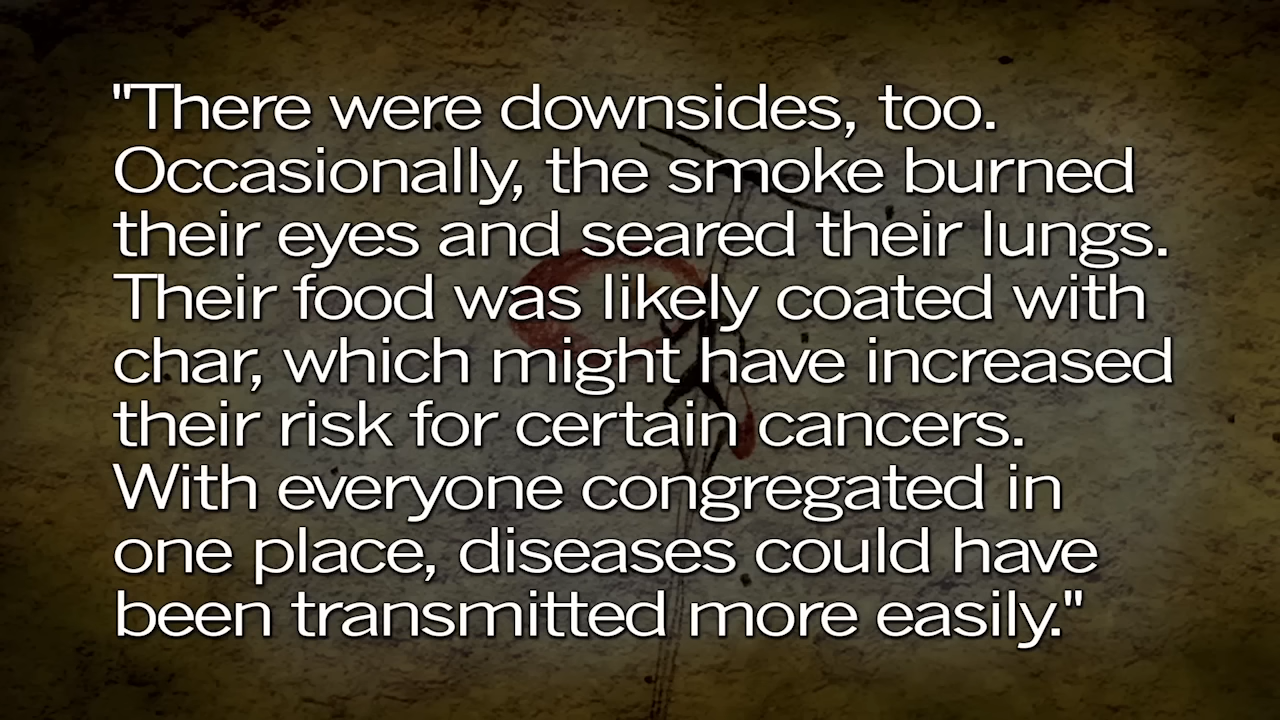 "There were downsides, too.
Occasionally, the smoke burned
their eyes and seared their lungs.
Their food was likely coated with
char, which might have increased
their risk for certain cancers.
With everyone congregated in
one place, diseases could have
been transmitted more easily."